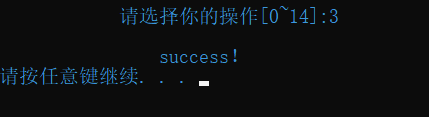 请选择你的操作[0~14]:3
success!
请按任意键继续. . .